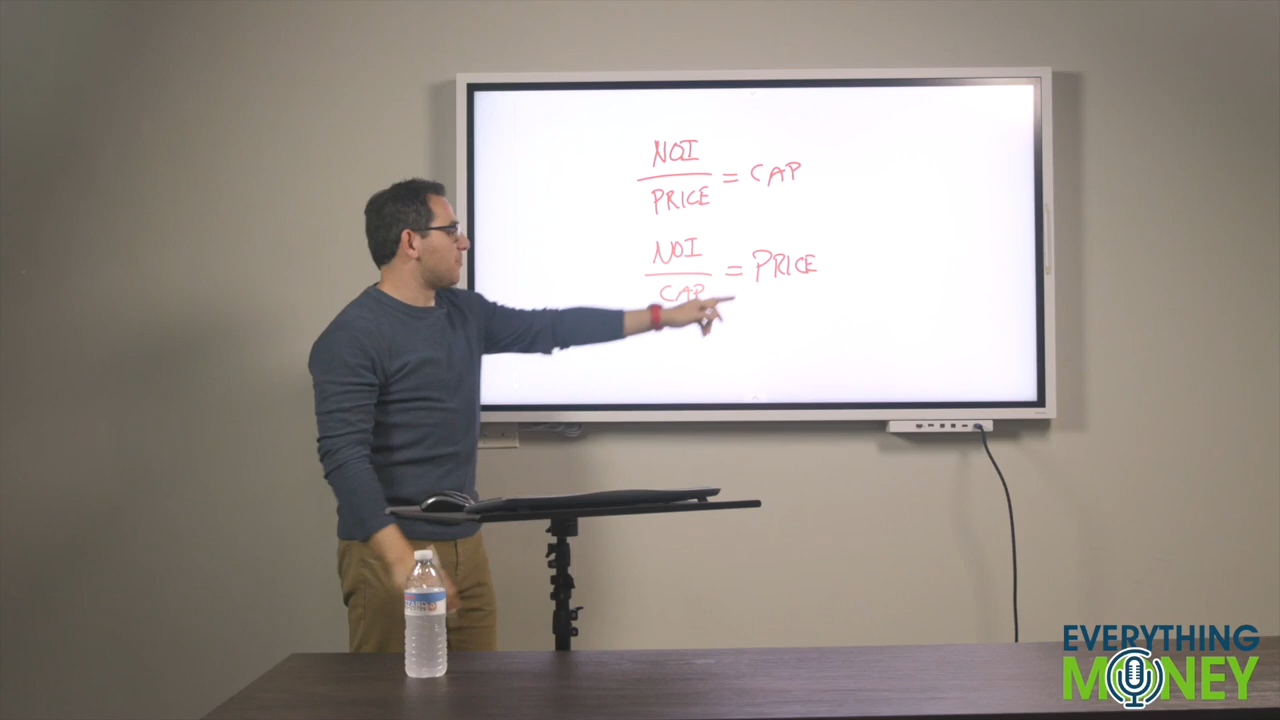 NOI
PRICE = CAP
NOI
CAP = PRICE
EVERYTHING
MONEY